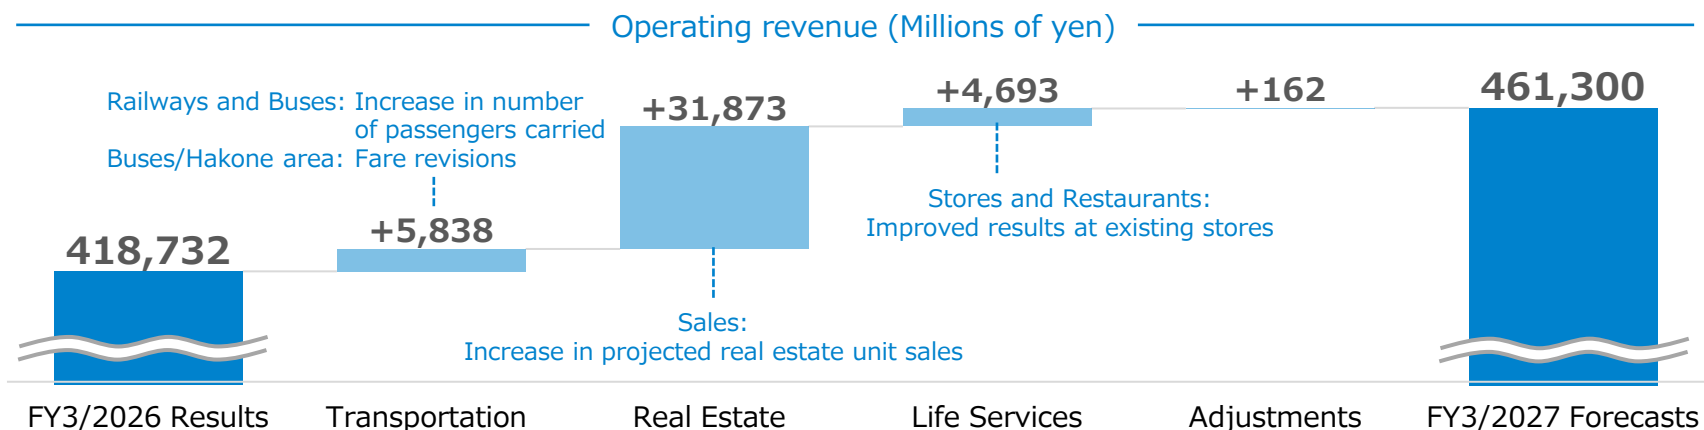 Operating revenue (Millions of yen)
Railways and Buses: Increase in number
of passengers carried
Buses/Hakone area: Fare revisions
418,732
+5,838
+31,873
+4,693
+162
461,300
Stores and Restaurants:
Improved results at existing stores
Sales:
Increase in projected real estate unit sales
FY3/2026 Results
Transportation
Real Estate
Life Services
Adjustments
FY3/2027 Forecasts